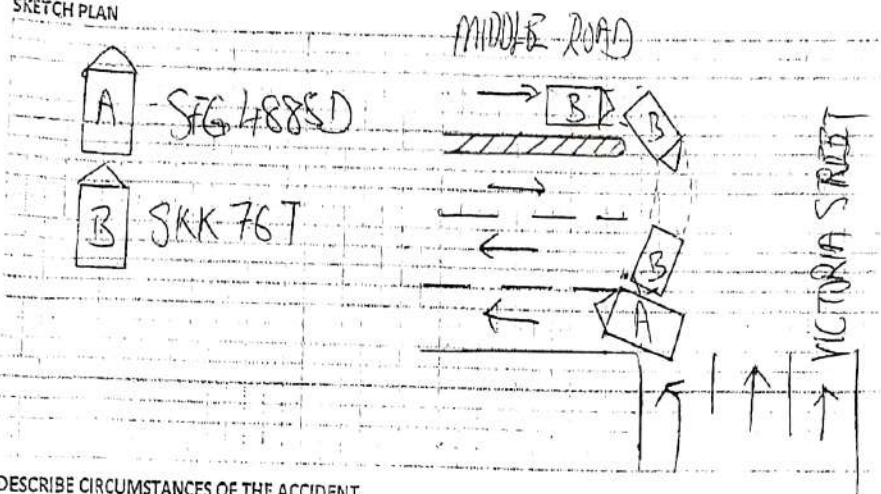 SKETCH PLAN
MIDDLE ROAD
A - SFG 4885D
B SKK 76T
B
B
B
A
VICTORIA STREET
DESCRIBE CIRCUMSTANCES OF THE ACCIDENT